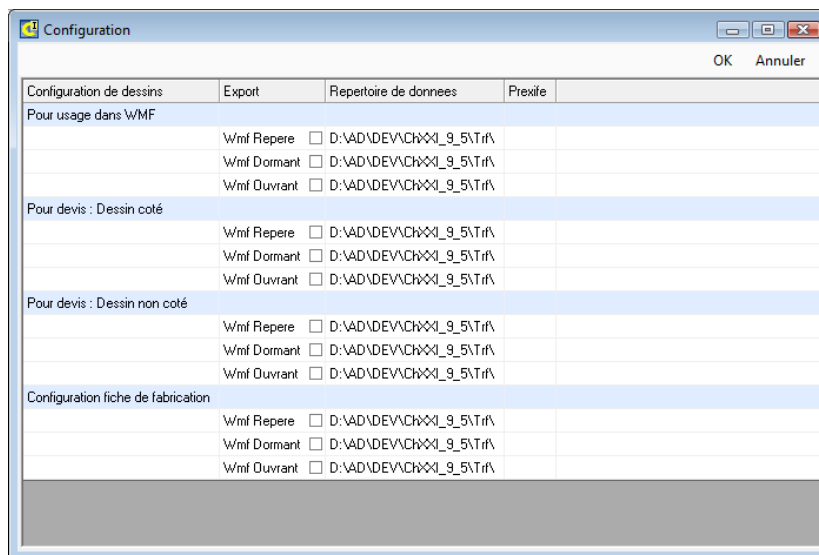 Configuration
OK Annuler
Configuration de dessins Export Repertoire de donnees Prexife
Pour usage dans WMF
Wmf Repere D:\AD\DEV\ChXXI_9_5\Trf\
Wmf Dormant D:\AD\DEV\ChXXI_9_5\Trf\
Wmf Ouvrant D:\AD\DEV\ChXXI_9_5\Trf\
Pour devis : Dessin coté
Wmf Repere D:\AD\DEV\ChXXI_9_5\Trf\
Wmf Dormant D:\AD\DEV\ChXXI_9_5\Trf\
Wmf Ouvrant D:\AD\DEV\ChXXI_9_5\Trf\
Pour devis : Dessin non coté
Wmf Repere D:\AD\DEV\ChXXI_9_5\Trf\
Wmf Dormant D:\AD\DEV\ChXXI_9_5\Trf\
Wmf Ouvrant D:\AD\DEV\ChXXI_9_5\Trf\
Configuration fiche de fabrication
Wmf Repere D:\AD\DEV\ChXXI_9_5\Trf\
Wmf Dormant D:\AD\DEV\ChXXI_9_5\Trf\
Wmf Ouvrant D:\AD\DEV\ChXXI_9_5\Trf\